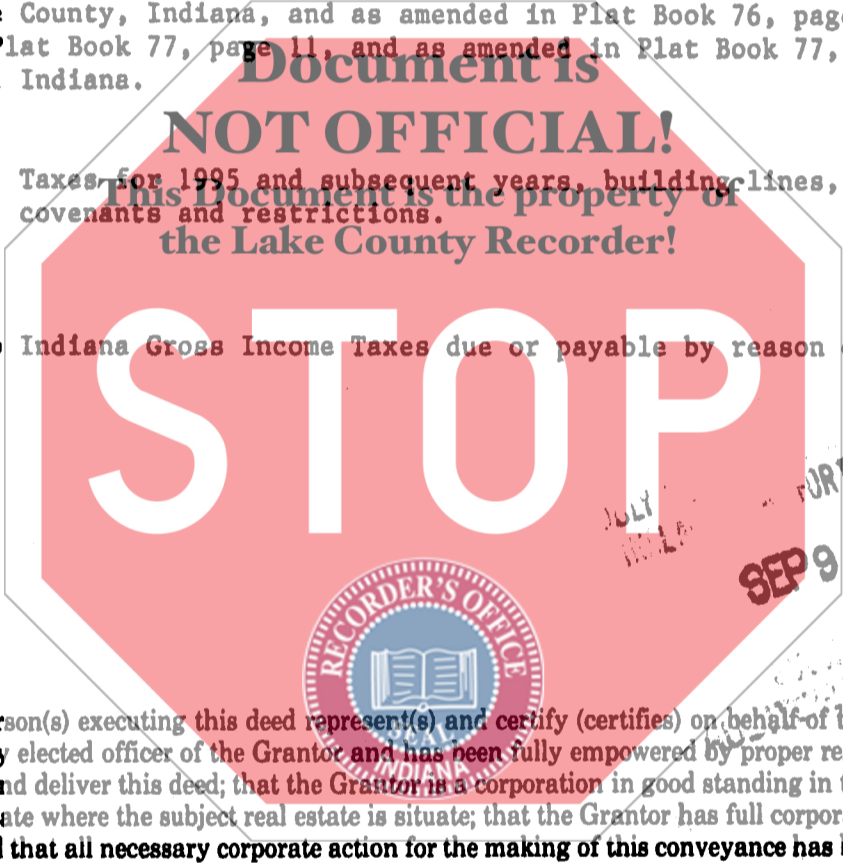 County, Indiana, and as amended in Plat Book 76, pag
Plat Book 77, page 11, and as amended in Plat Book 77,
Indiana.
Document is
NOT OFFICIAL!
Taxes for 1995 and subsequent years, building lines,
This Document is the property of
covenants and restrictions.
the Lake County Recorder!
Indiana Gross Income Taxes due or payable by reason
STOP
JULY
SEP 9
RECORDER'S OFFICE
SEAL
INDIANA
rson(s) executing this deed represent(s) and certify (certifies) on behalf of
y elected officer of the Grantor and has been fully empowered by proper re
nd deliver this deed; that the Grantor is a corporation in good standing in
ate where the subject real estate is situate; that the Grantor has full corpor
that all necessary corporate action for the making of this conveyance has